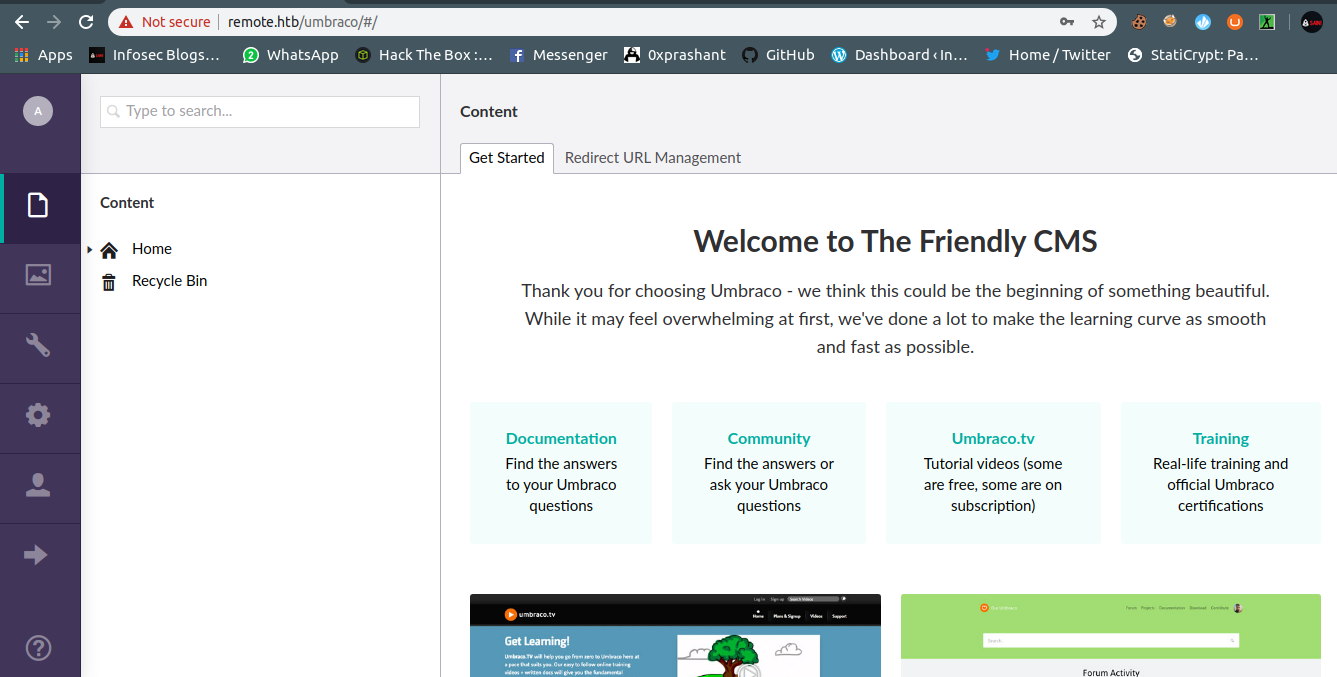 Not secure remote.htb/umbraco/#/
Apps Infosec Blogs... 2 WhatsApp Hack The Box :... Messenger 0xprashant GitHub Dashboard ‹ In... Home / Twitter StatiCrypt: Pa...
A
Type to search...
Content
Get Started Redirect URL Management
Content
Home
Recycle Bin
Welcome to The Friendly CMS
Thank you for choosing Umbraco - we think this could be the beginning of something beautiful.
While it may feel overwhelming at first, we've done a lot to make the learning curve as smooth
and fast as possible.
Documentation
Find the answers
to your Umbraco
questions
Community
Find the answers or
ask your Umbraco
questions
Umbraco.tv
Tutorial videos (some
are free, some are on
subscription)
Training
Real-life training and
official Umbraco
certifications
Log in Sign up Search Videos
umbraco.tv
Home Plans & Signup Videos Support
Get Learning!
Umbraco.TV will help you go from zero to Umbraco hero at
a pace that suits you. Our easy to follow online training
videos + written docs will give you the fundamentals!
Forum Projects Documentation Download Contribute
Search
Forum Activity